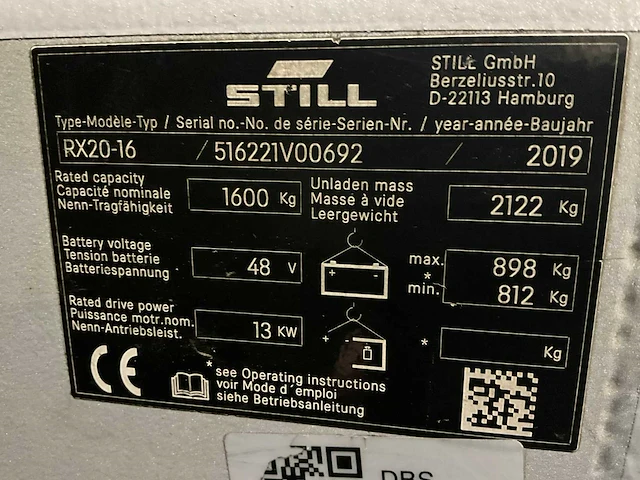 STILL
STILL GmbH
Berzeliusstr.10
D-22113 Hamburg
Type-Modèle-Typ / Serial no.-No. de série-Serien-Nr. / year-année-Baujahr
RX20-16 / 516221V00692 / 2019
Rated capacity
Capacité nominale
Nenn-Tragfähigkeit
1600 Kg
Unladen mass
Masse à vide
Leergewicht
2122 Kg
Battery voltage
Tension batterie
Batteriespannung
48 V
+ -
max. 898 Kg
*
min. 812 Kg
Rated drive power
Puissance motr.nom.
Nenn-Antriebsleist.
13 KW
+
-
* Kg
CE
*see Operating instructions
voir Mode d'emploi
siehe Betriebsanleitung
DBS